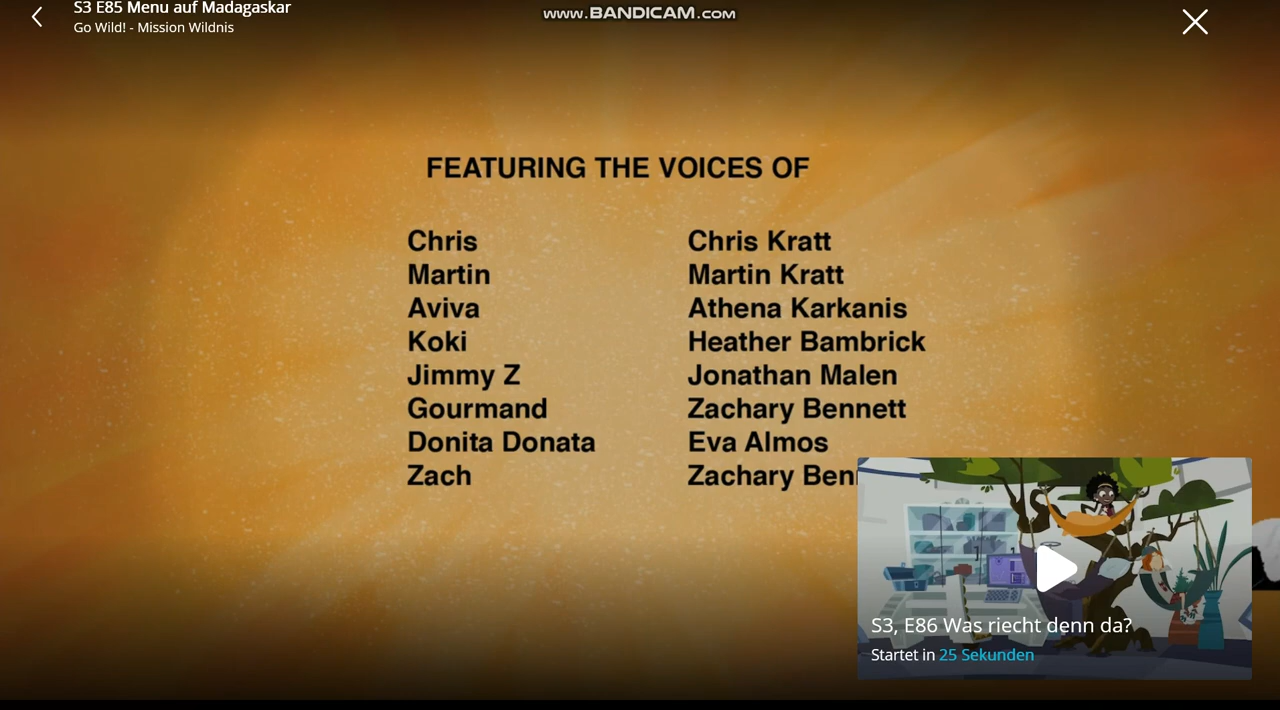 S3 E85 Menu auf Madagaskar
Go Wild! - Mission Wildnis
www.BANDICAM.com
FEATURING THE VOICES OF
Chris Chris Kratt
Martin Martin Kratt
Aviva Athena Karkanis
Koki Heather Bambrick
Jimmy Z Jonathan Malen
Gourmand Zachary Bennett
Donita Donata Eva Almos
Zach Zachary
S3, E86 Was riecht denn da?
Startet in 25 Sekunden